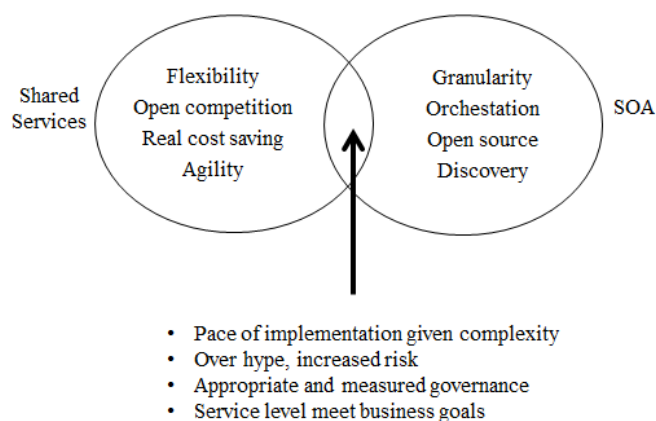 Shared
Services
Flexibility
Open competition
Real cost saving
Agility
Granularity
Orchestation
Open source
Discovery
SOA
• Pace of implementation given complexity
• Over hype, increased risk
• Appropriate and measured governance
• Service level meet business goals